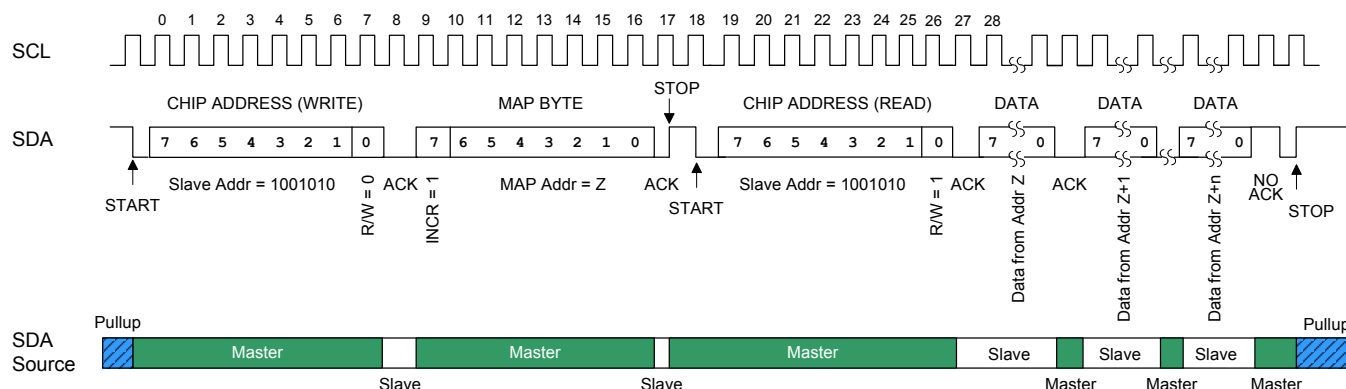 0 1 2 3 4 5 6 7 8 9 10 11 12 13 14 15 16 17 18 19 20 21 22 23 24 25 26 27 28
SCL
STOP
CHIP ADDRESS (WRITE) MAP BYTE CHIP ADDRESS (READ) DATA DATA DATA
SDA 7 6 5 4 3 2 1 0 7 6 5 4 3 2 1 0 7 6 5 4 3 2 1 0 7 0 7 0 7 0
Slave Addr = 1001010 ACK MAP Addr = Z ACK Slave Addr = 1001010 ACK ACK NO
ACK
START START STOP
R/W = 0
INCR = 1
R/W = 1
Data from Addr Z
Data from Addr Z+1
Data from Addr Z+n
Pullup Pullup
SDA
Source
Master Master Master Slave Slave Slave
Slave Slave Master Master Master